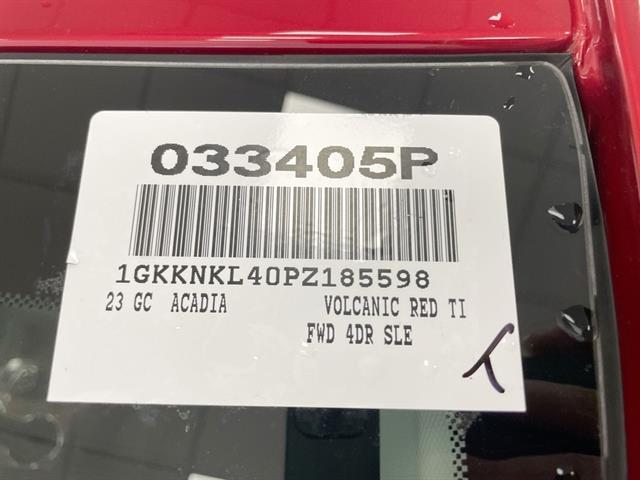 033405P
1GKKNKL40PZ185598
23 GC ACADIA VOLCANIC RED TI
FWD 4DR SLE